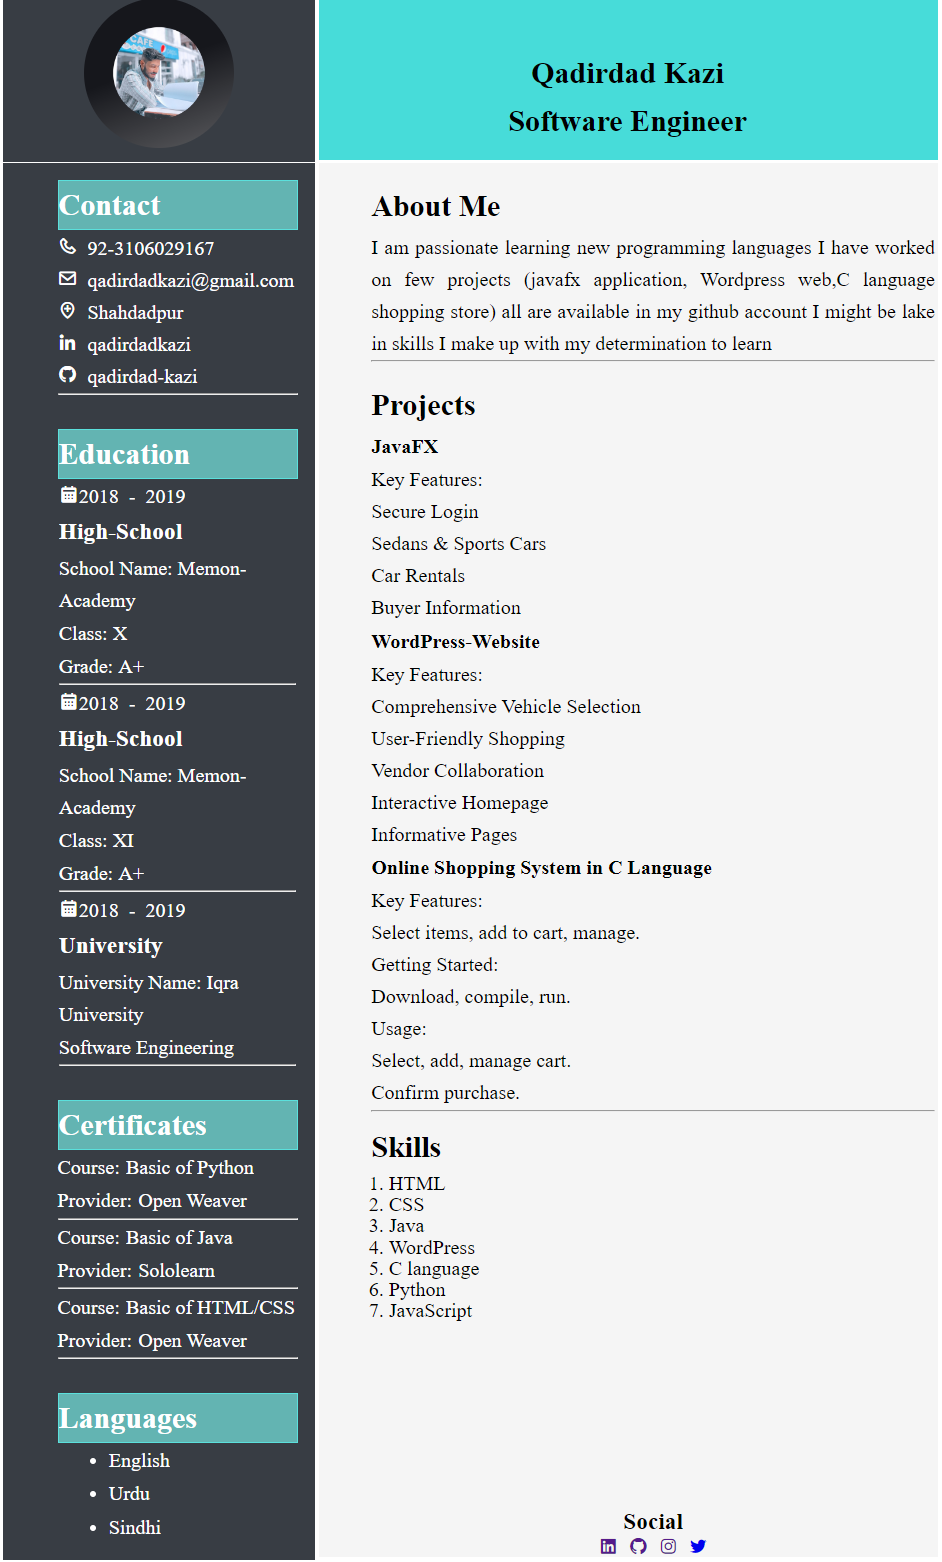 Qadirdad Kazi
Software Engineer
CAFE
Contact
92-3106029167
qadirdadkazi@gmail.com
Shahdadpur
qadirdadkazi
qadirdad-kazi
Education
2018 - 2019
High-School
School Name: Memon-
Academy
Class: X
Grade: A+
2018 - 2019
High-School
School Name: Memon-
Academy
Class: XI
Grade: A+
2018 - 2019
University
University Name: Iqra
University
Software Engineering
Certificates
Course: Basic of Python
Provider: Open Weaver
Course: Basic of Java
Provider: Sololearn
Course: Basic of HTML/CSS
Provider: Open Weaver
Languages
• English
• Urdu
• Sindhi
About Me
I am passionate learning new programming languages I have worked
on few projects (javafx application, Wordpress web,C language
shopping store) all are available in my github account I might be lake
in skills I make up with my determination to learn
Projects
JavaFX
Key Features:
Secure Login
Sedans & Sports Cars
Car Rentals
Buyer Information
WordPress-Website
Key Features:
Comprehensive Vehicle Selection
User-Friendly Shopping
Vendor Collaboration
Interactive Homepage
Informative Pages
Online Shopping System in C Language
Key Features:
Select items, add to cart, manage.
Getting Started:
Download, compile, run.
Usage:
Select, add, manage cart.
Confirm purchase.
Skills
1. HTML
2. CSS
3. Java
4. WordPress
5. C language
6. Python
7. JavaScript
Social